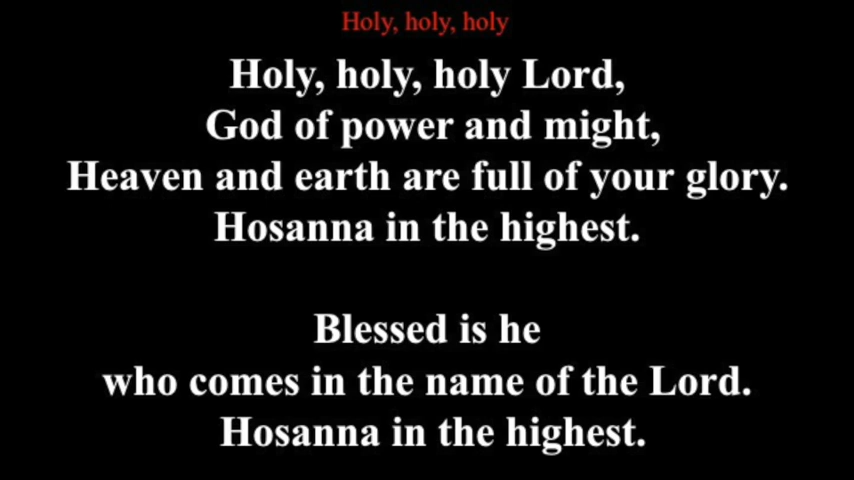 Holy, holy, holy
Holy, holy, holy Lord,
God of power and might,
Heaven and earth are full of your glory.
Hosanna in the highest.
Blessed is he
who comes in the name of the Lord.
Hosanna in the highest.